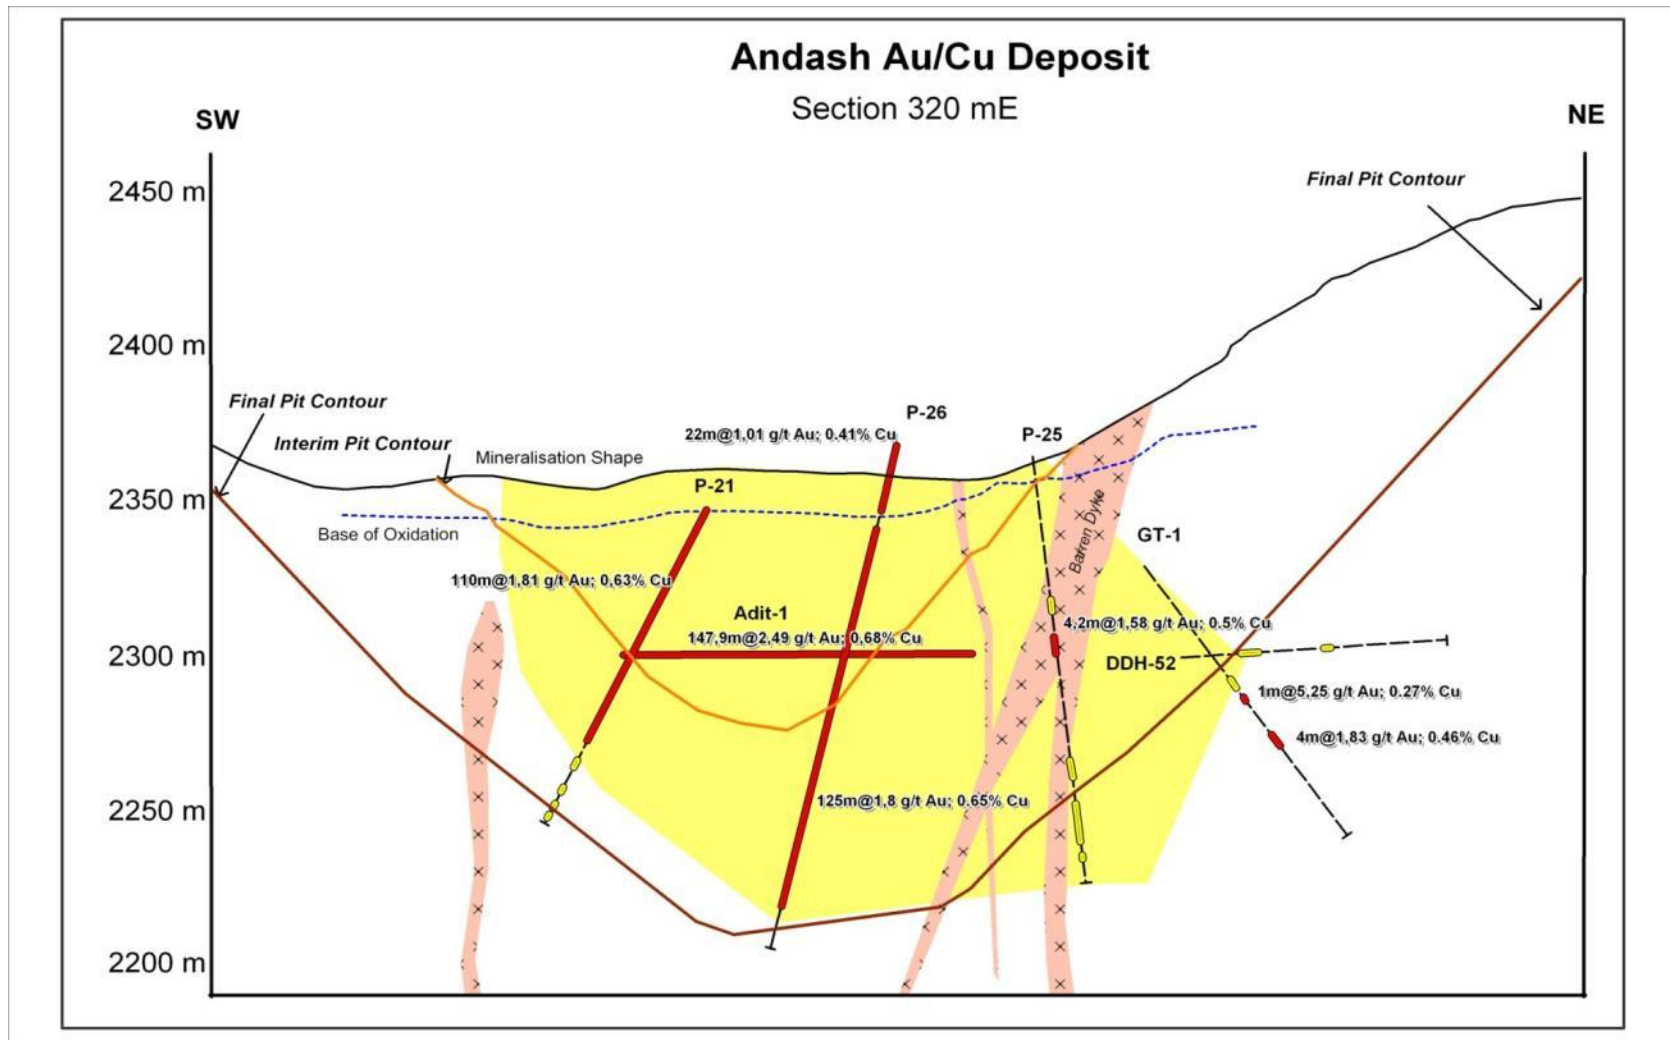 Andash Au/Cu Deposit
Section 320 mE
SW
NE
2450 m
Final Pit Contour
2400 m
Final Pit Contour
P-26
22m@1,01 g/t Au; 0.41% Cu
P-25
Interim Pit Contour
Mineralisation Shape
P-21
2350 m
Base of Oxidation
Barren Dyke
GT-1
110m@1,81 g/t Au; 0,63% Cu
Adit-1
4,2m@1,58 g/t Au; 0.5% Cu
147,9m@2,49 g/t Au; 0,68% Cu
2300 m
DDH-52
1m@5,25 g/t Au; 0.27% Cu
4m@1,83 g/t Au; 0.46% Cu
125m@1,8 g/t Au; 0.65% Cu
2250 m
2200 m